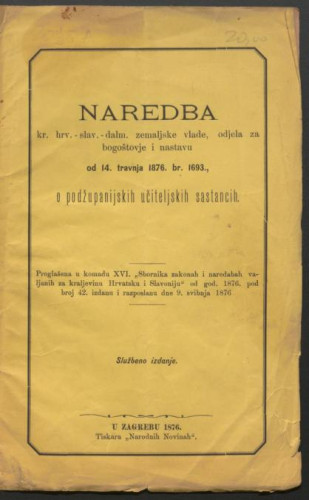 20,00
NAREDBA
kr. hrv.-slav.-dalm. zemaljske vlade, odjela za
bogoštovje i nastavu
od 14. travnja 1876. br. 1693.,
o podžupanijskih učiteljskih sastancih.
Proglašena u komadu XVI. „Sbornika zakonah i naredabah va-
ljanih za kraljevinu Hrvatsku i Slavoniju“ od god. 1876, pod
broj 42. izdanu i razposlanu dne 9. svibnja 1876
Službeno izdanje.
U ZAGREBU 1876.
Tiskara „Narodnih Novinah“.